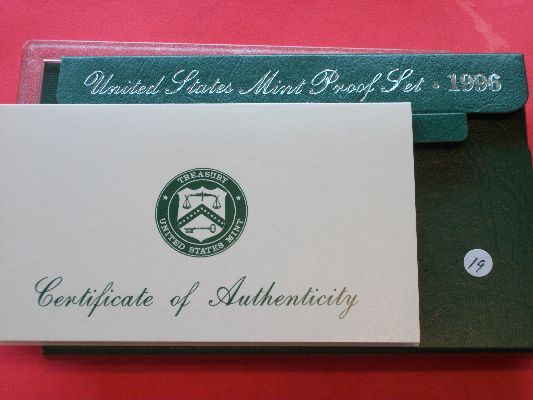 United States Mint Proof Set • 1996
TREASURY
UNITED STATES MINT
Certificate of Authenticity
19